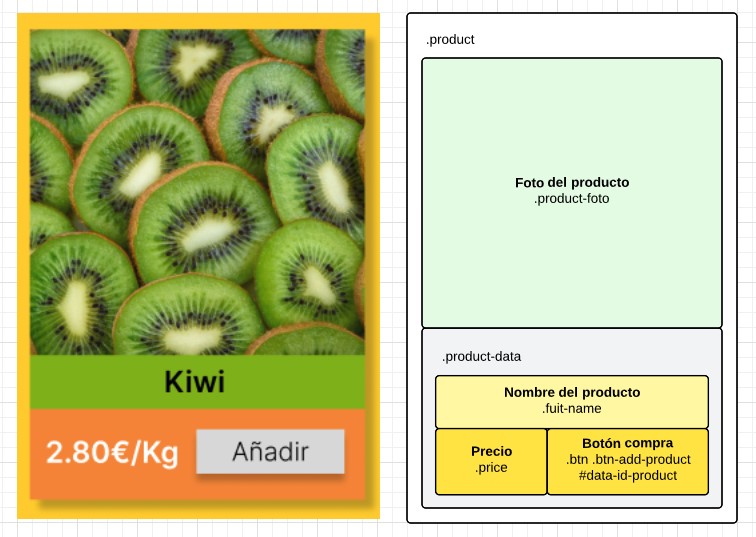 Kiwi
2.80€/Kg
Añadir
.product
Foto del producto
.product-foto
.product-data
Nombre del producto
.fuit-name
Precio
.price
Botón compra
.btn .btn-add-product
#data-id-product